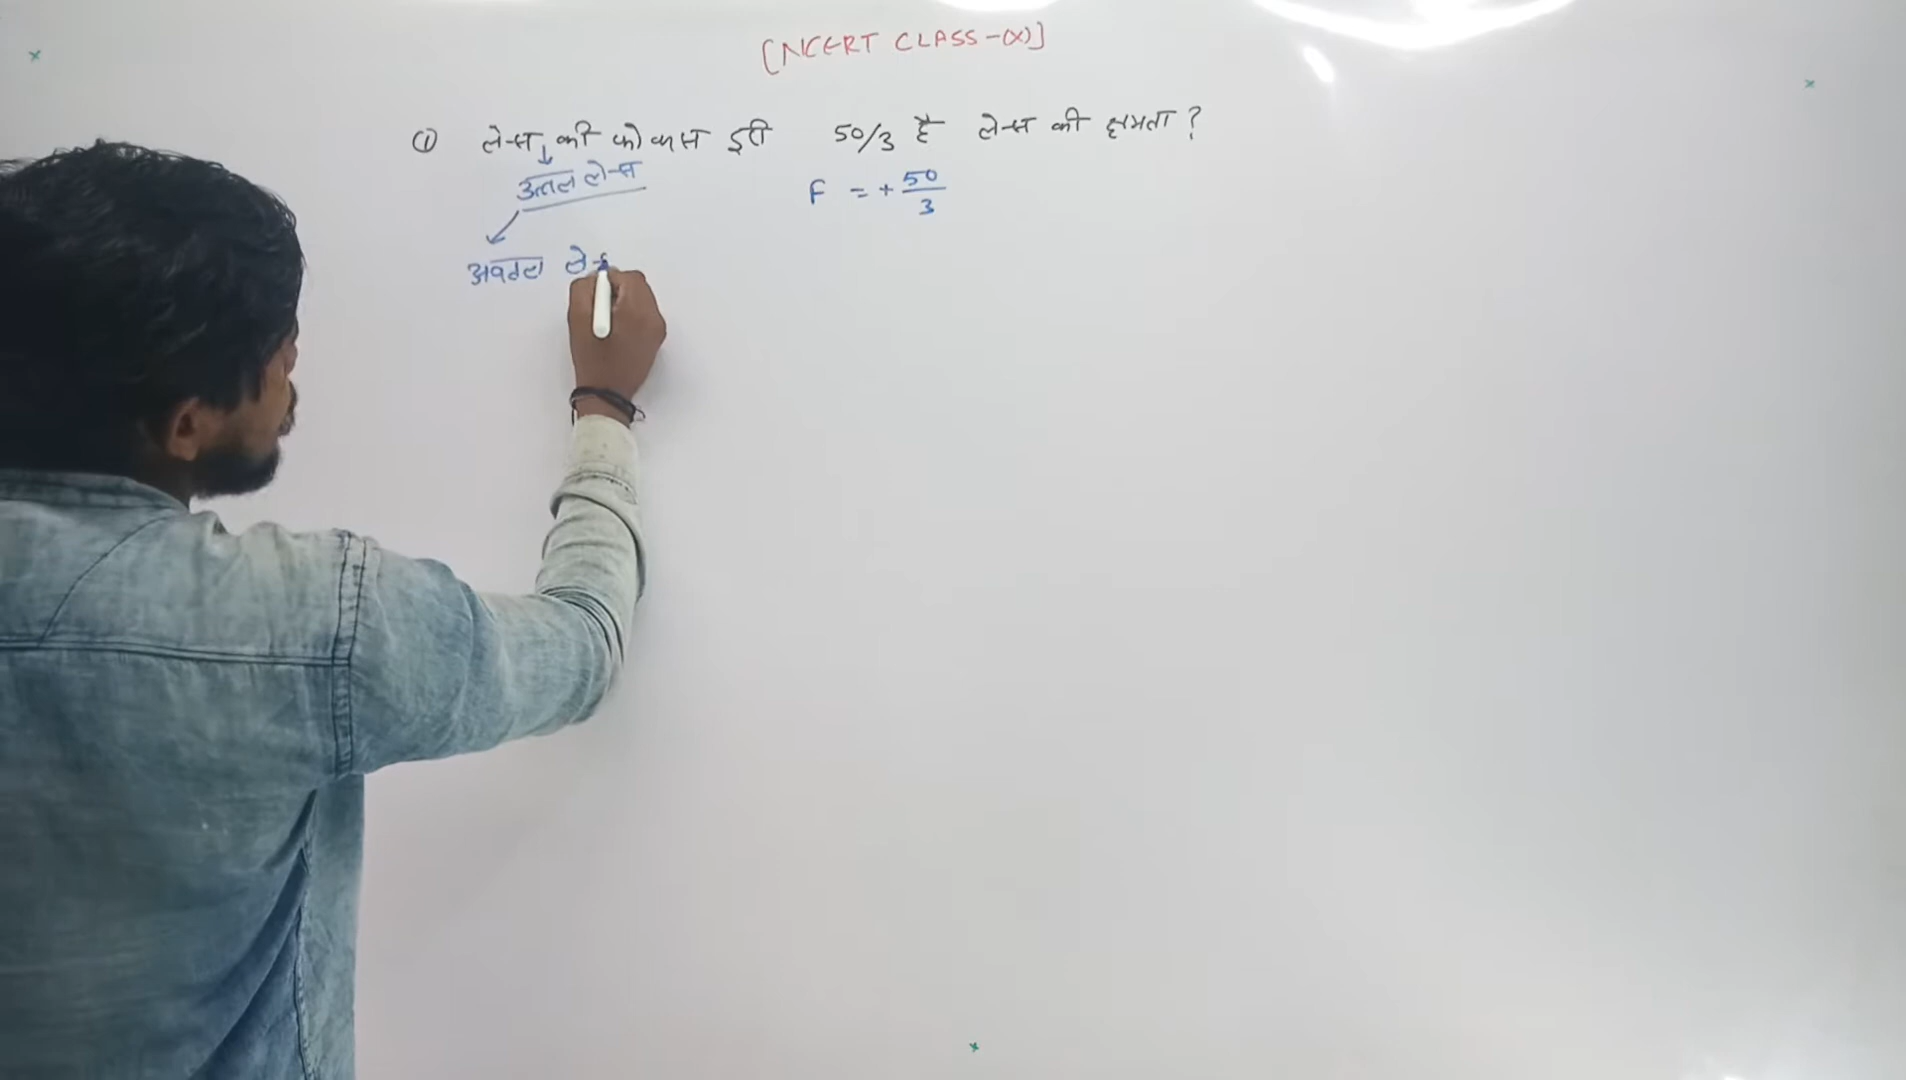 [NCERT CLASS-(X)]
① लेन्स की फोकस दूरी 50/3 है लेन्स की क्षमता?
उत्तल लेन्स
F = + 50/3
अवतल ले